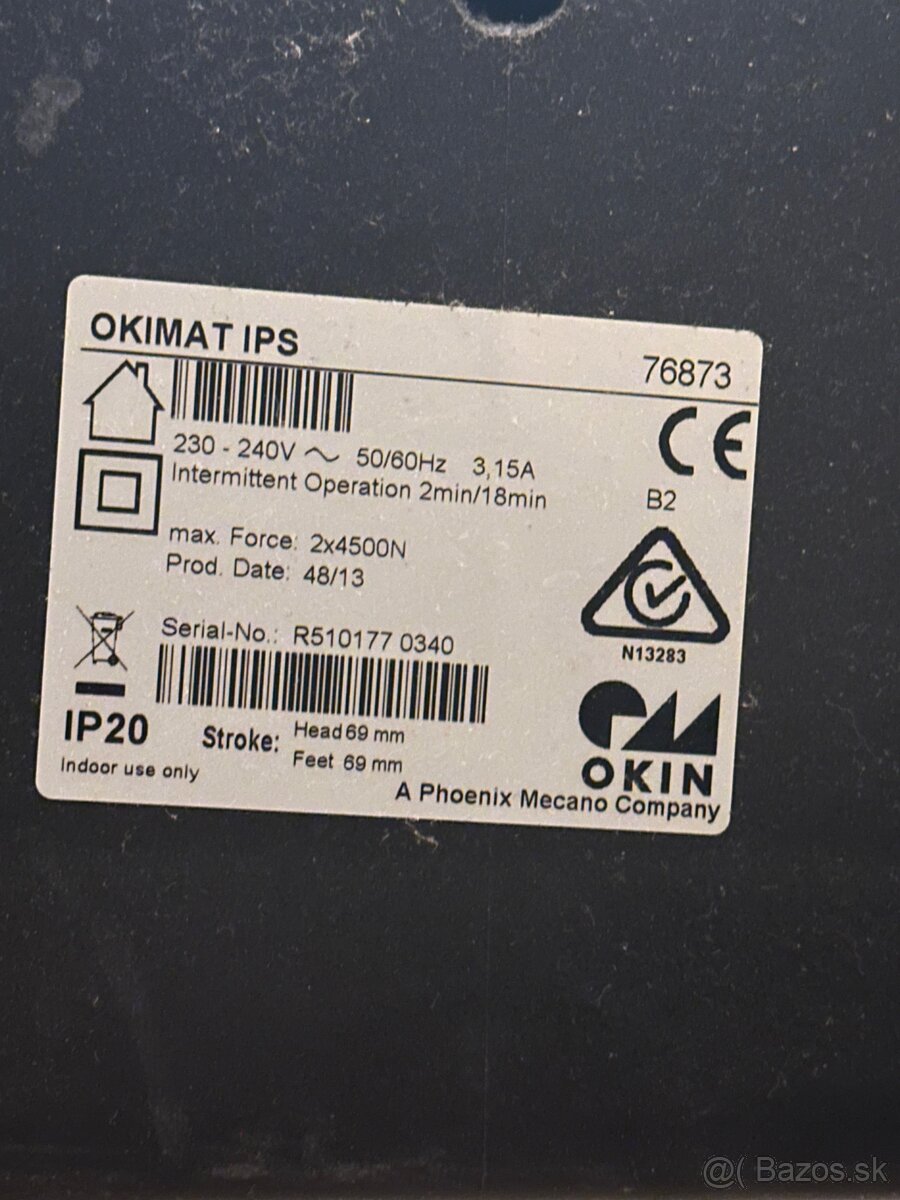 OKIMAT IPS
76873
230 - 240V ~ 50/60Hz 3,15A
Intermittent Operation 2min/18min
CE
B2
max. Force: 2x4500N
Prod. Date: 48/13
N13283
Serial-No.: R510177 0340
IP20
Indoor use only
Stroke: Head 69 mm
Feet 69 mm
OKIN
A Phoenix Mecano Company
@( Bazos.sk